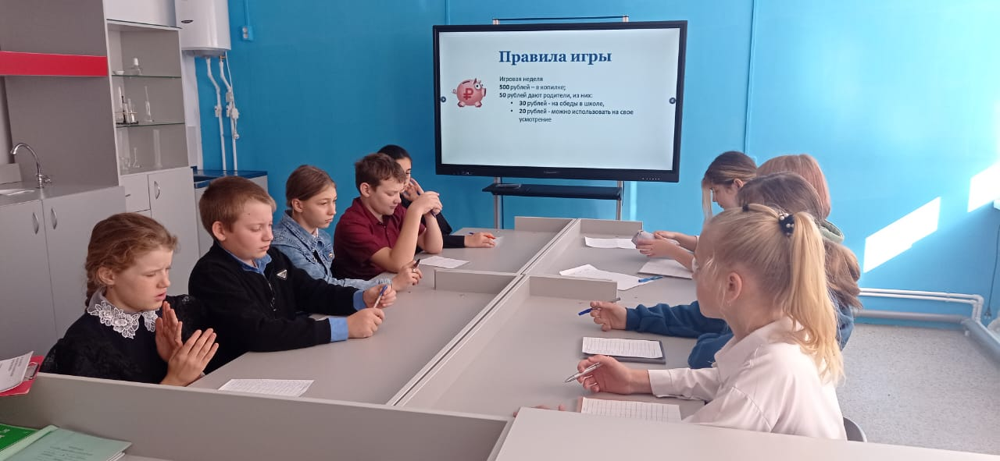 Правила игры
Игровая неделя
500 рублей – в копилке;
50 рублей дают родители, из них:
• 30 рублей - на обеды в школе,
• 20 рублей - можно использовать на свое
усмотрение
₽